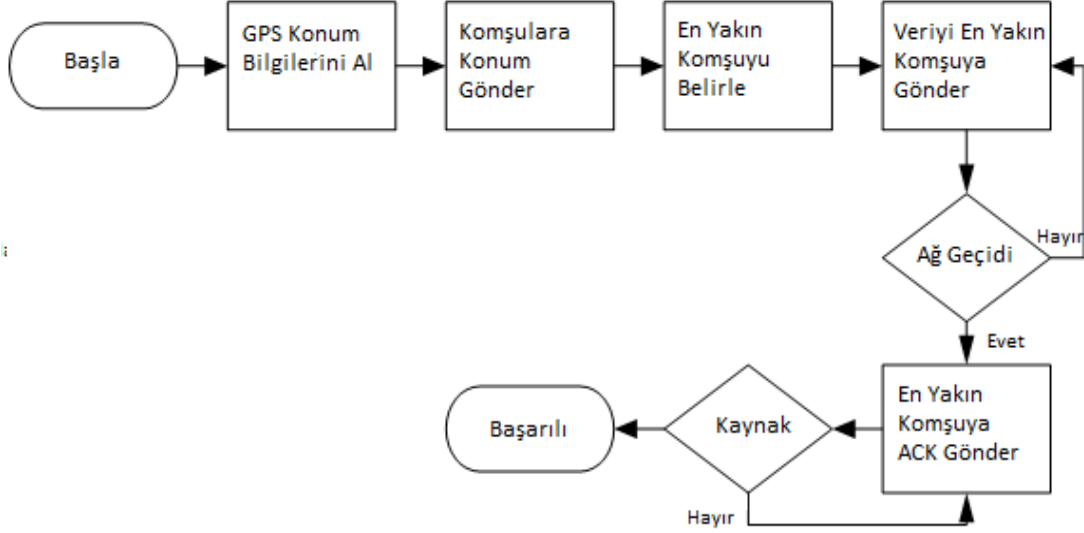 Başla
GPS Konum
Bilgilerini Al
Komşulara
Konum
Gönder
En Yakın
Komşuyu
Belirle
Veriyi En Yakın
Komşuya
Gönder
Ağ Geçidi
Hayır
Evet
En Yakın
Komşuya
ACK Gönder
Kaynak
Başarılı
Hayır